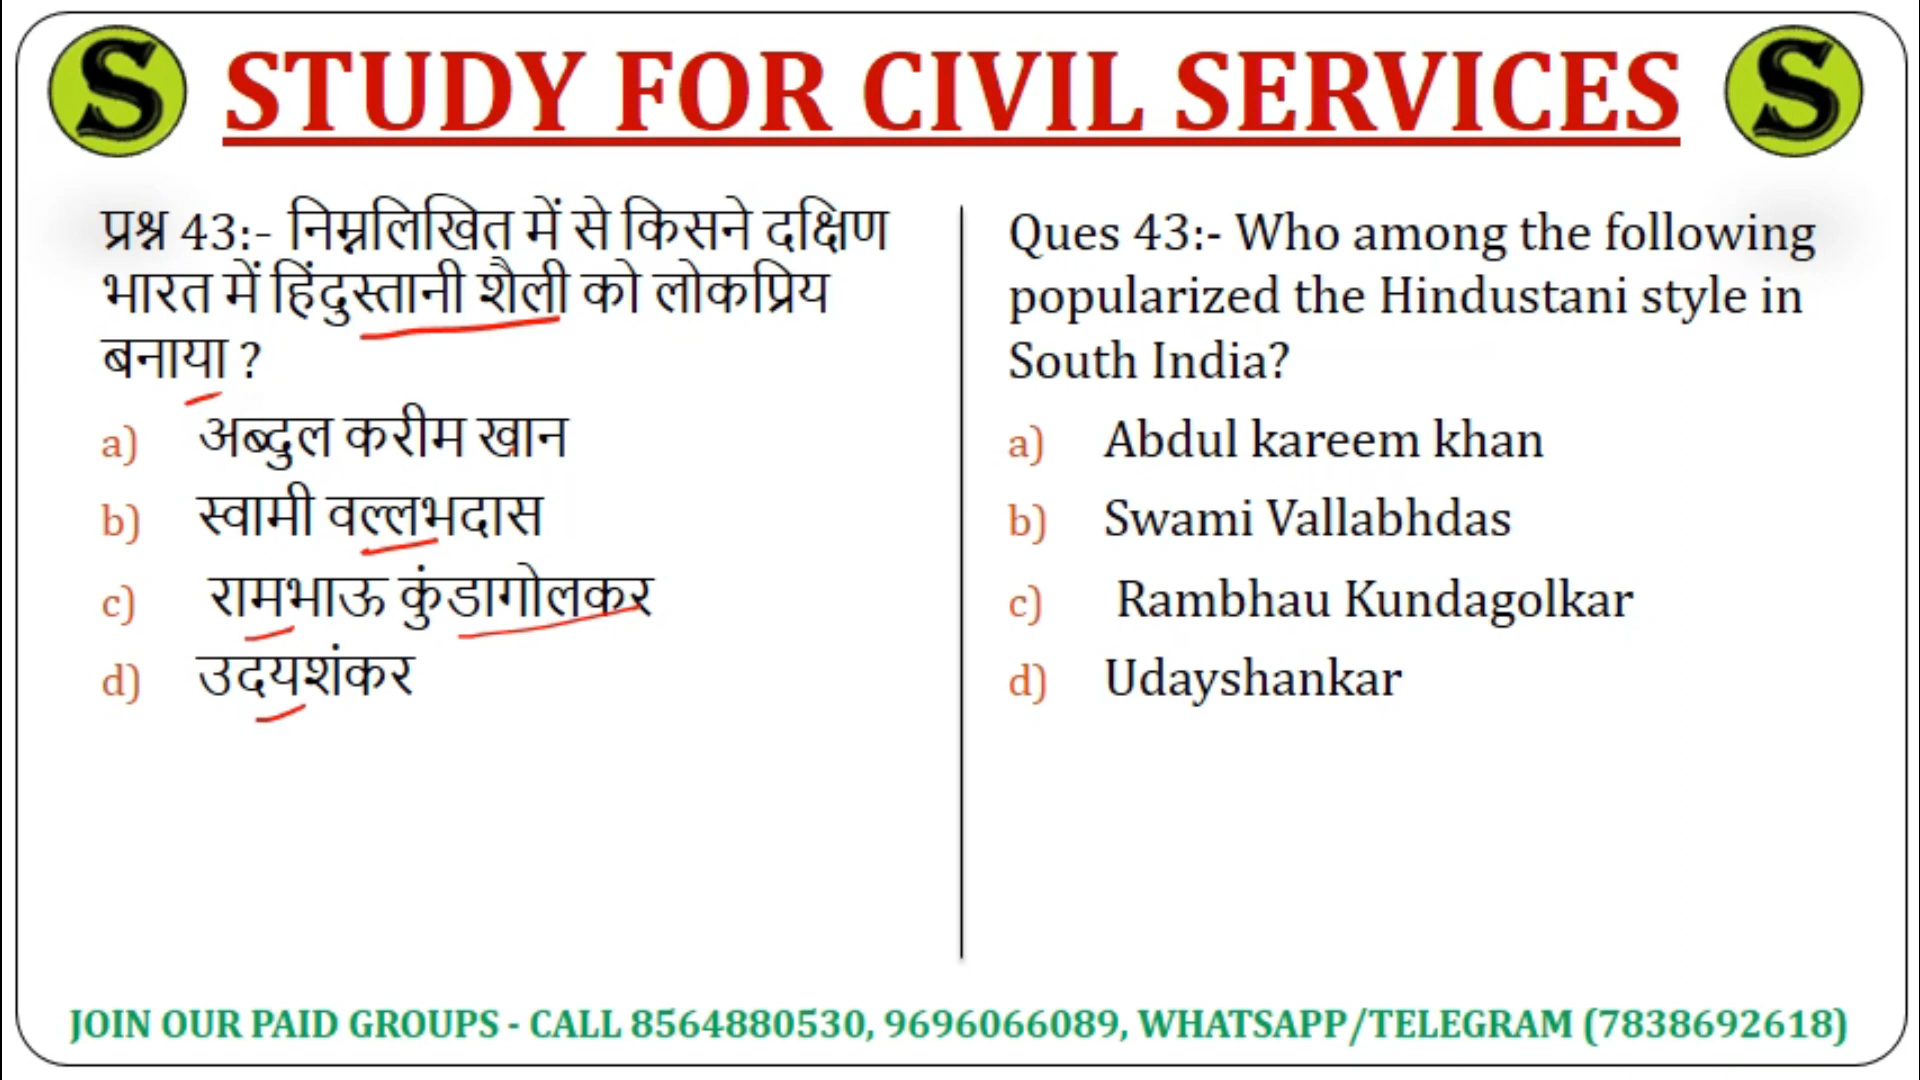 S STUDY FOR CIVIL SERVICES S
प्रश्न 43:- निम्नलिखित में से किसने दक्षिण
भारत में हिंदुस्तानी शैली को लोकप्रिय
बनाया ?
a) अब्दुल करीम खान
b) स्वामी वल्लभदास
c) रामभाऊ कुंडागोलकर
d) उदयशंकर
Ques 43:- Who among the following
popularized the Hindustani style in
South India?
a) Abdul kareem khan
b) Swami Vallabhdas
c) Rambhau Kundagolkar
d) Udayshankar
JOIN OUR PAID GROUPS - CALL 8564880530, 9696066089, WHATSAPP/TELEGRAM (7838692618)